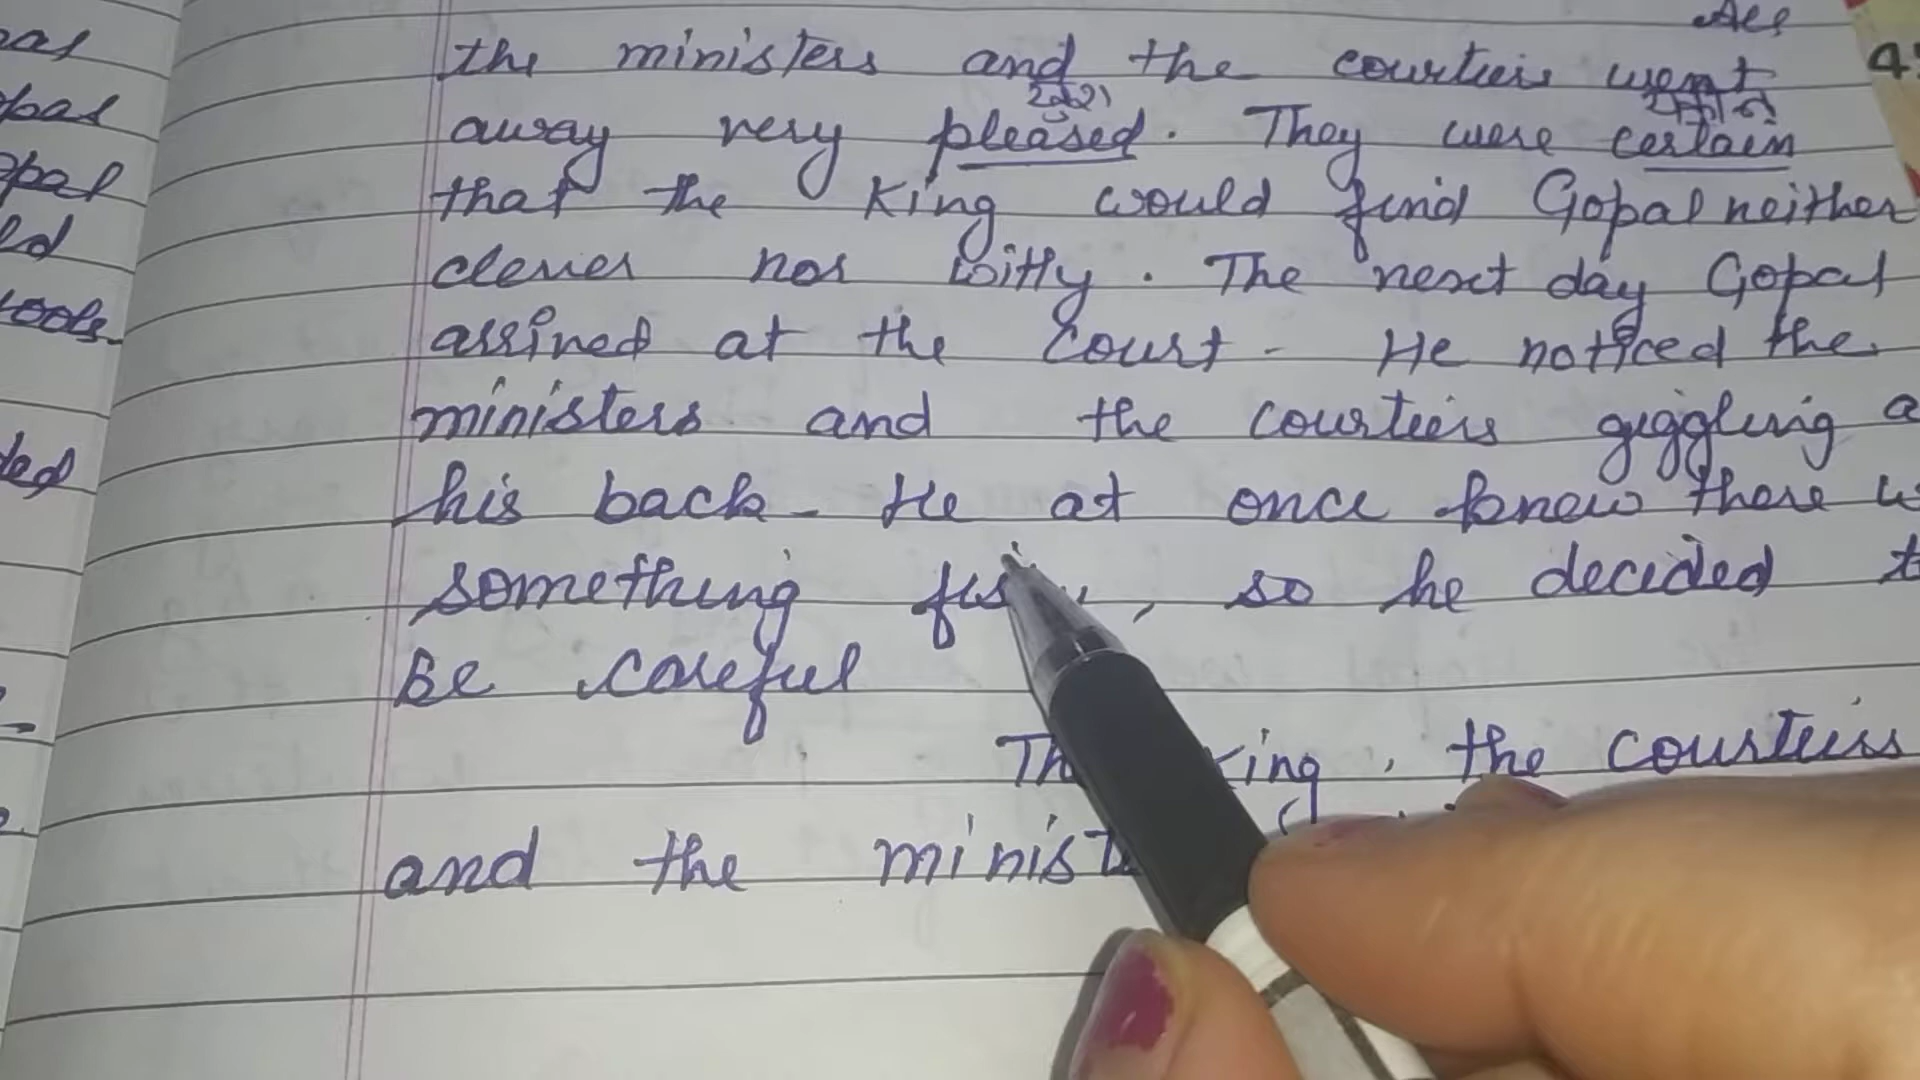 All
the ministers and the courtiers went
away very pleased. They were certain
that the King would find Gopal neither
clever nor witty. The next day Gopal
arrived at the Court. He noticed the
ministers and the courtiers giggling
his back. He at once knew there
something, so he decided
Be careful
King, the courtiers
and the